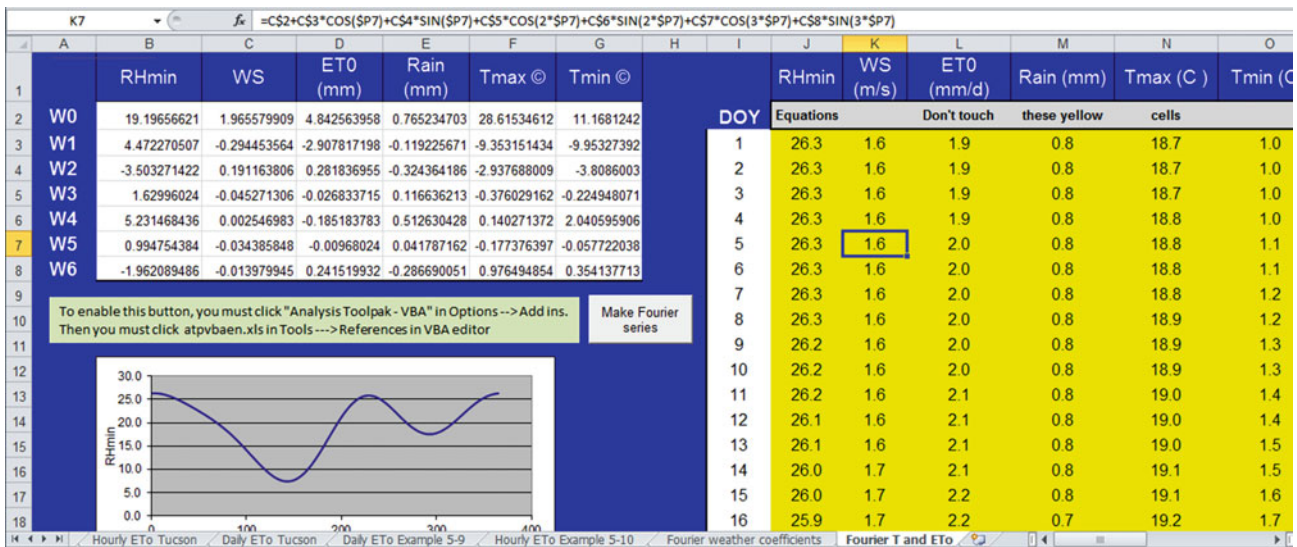 K7 fx =C$2+C$3*COS($P7)+C$4*SIN($P7)+C$5*COS(2*$P7)+C$6*SIN(2*$P7)+C$7*COS(3*$P7)+C$8*SIN(3*$P7)
A B C D E F G H I J K L M N O
1 RHmin WS ET0 (mm) Rain (mm) Tmax © Tmin © RHmin WS (m/s) ET0 (mm/d) Rain (mm) Tmax (C ) Tmin (C
2 W0 19.19656621 1.965579909 4.842563958 0.765234703 28.61534612 11.1681242 DOY Equations Don't touch these yellow cells
3 W1 4.472270507 -0.294453564 -2.907817198 -0.119225671 -9.353151434 -9.95327392 1 26.3 1.6 1.9 0.8 18.7 1.0
4 W2 -3.503271422 0.191163806 0.281836955 -0.324364186 -2.937688009 -3.8086003 2 26.3 1.6 1.9 0.8 18.7 1.0
5 W3 1.62996024 -0.045271306 -0.026833715 0.116636213 -0.376029162 -0.224948071 3 26.3 1.6 1.9 0.8 18.7 1.0
6 W4 5.231468436 0.002546983 -0.185183783 0.512630428 0.140271372 2.040595906 4 26.3 1.6 1.9 0.8 18.8 1.0
7 W5 0.994754384 -0.034385848 -0.00968024 0.041787162 -0.177376397 -0.057722038 5 26.3 1.6 2.0 0.8 18.8 1.1
8 W6 -1.962089486 -0.013979945 0.241519932 -0.286690051 0.976494854 0.354137713 6 26.3 1.6 2.0 0.8 18.8 1.1
9 7 26.3 1.6 2.0 0.8 18.8 1.2
To enable this button, you must click "Analysis Toolpak - VBA" in Options --> Add ins.
Then you must click atpvbaen.xls in Tools ---> References in VBA editor
Make Fourier
series
10 8 26.3 1.6 2.0 0.8 18.9 1.2
11 9 26.2 1.6 2.0 0.8 18.9 1.3
12 10 26.2 1.6 2.0 0.8 18.9 1.3
13 11 26.2 1.6 2.1 0.8 19.0 1.4
14 12 26.1 1.6 2.1 0.8 19.0 1.4
15 13 26.1 1.6 2.1 0.8 19.0 1.5
16 14 26.0 1.7 2.1 0.8 19.1 1.5
17 15 26.0 1.7 2.2 0.8 19.1 1.6
18 16 25.9 1.7 2.2 0.7 19.2 1.7
RHmin
30.0
25.0
20.0
15.0
10.0
5.0
0.0
0 100 200 300 400
Hourly ETo Tucson Daily ETo Tucson Daily ETo Example 5-9 Hourly ETo Example 5-10 Fourier weather coefficients Fourier T and ETo